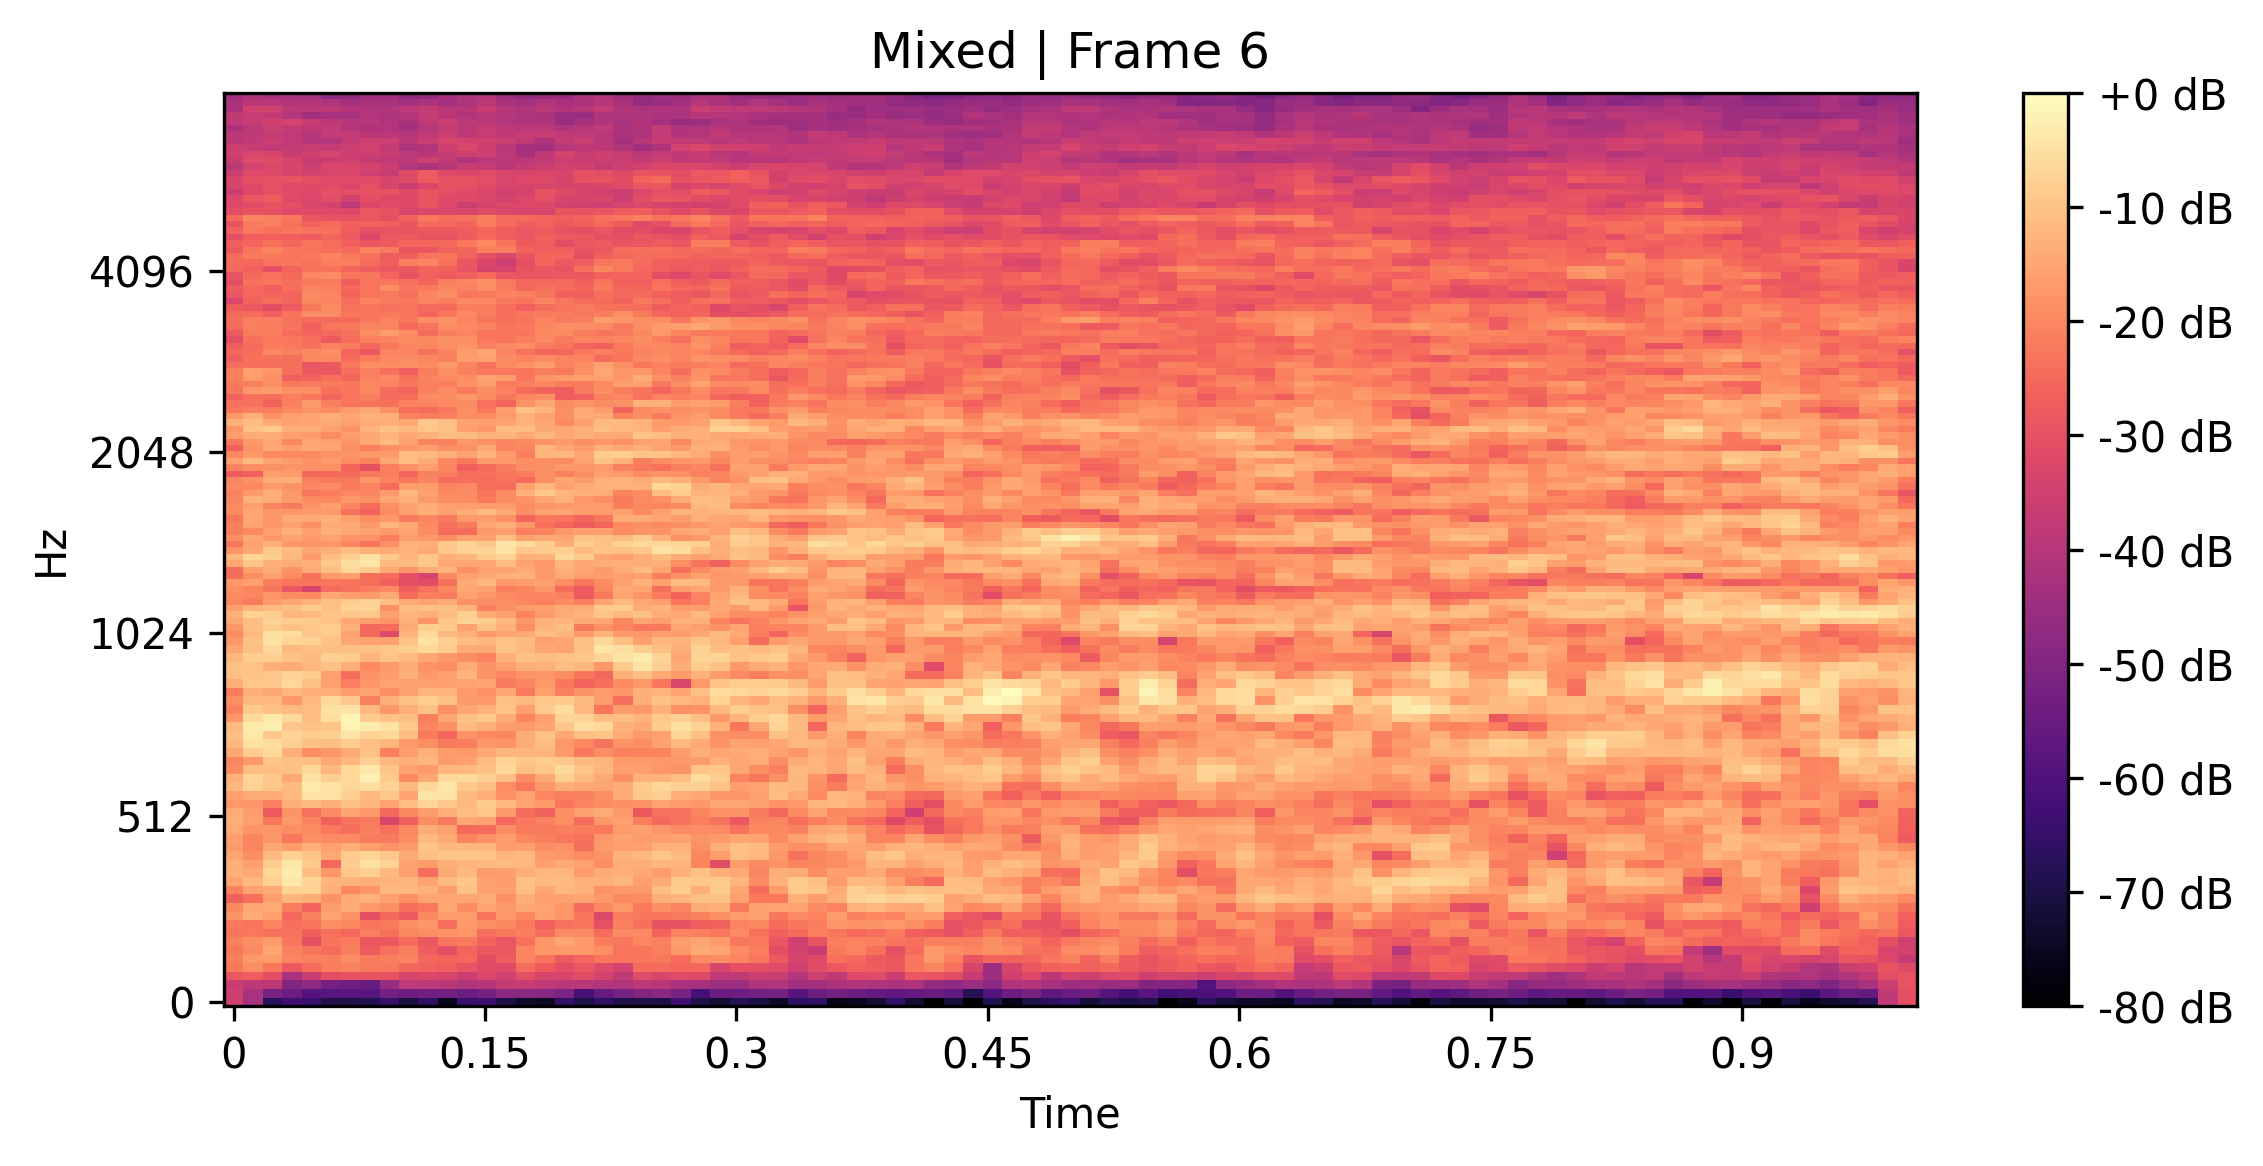 Mixed | Frame 6
+0 dB
-10 dB
-20 dB
-30 dB
-40 dB
-50 dB
-60 dB
-70 dB
-80 dB
Hz
4096
2048
1024
512
0
0 0.15 0.3 0.45 0.6 0.75 0.9
Time